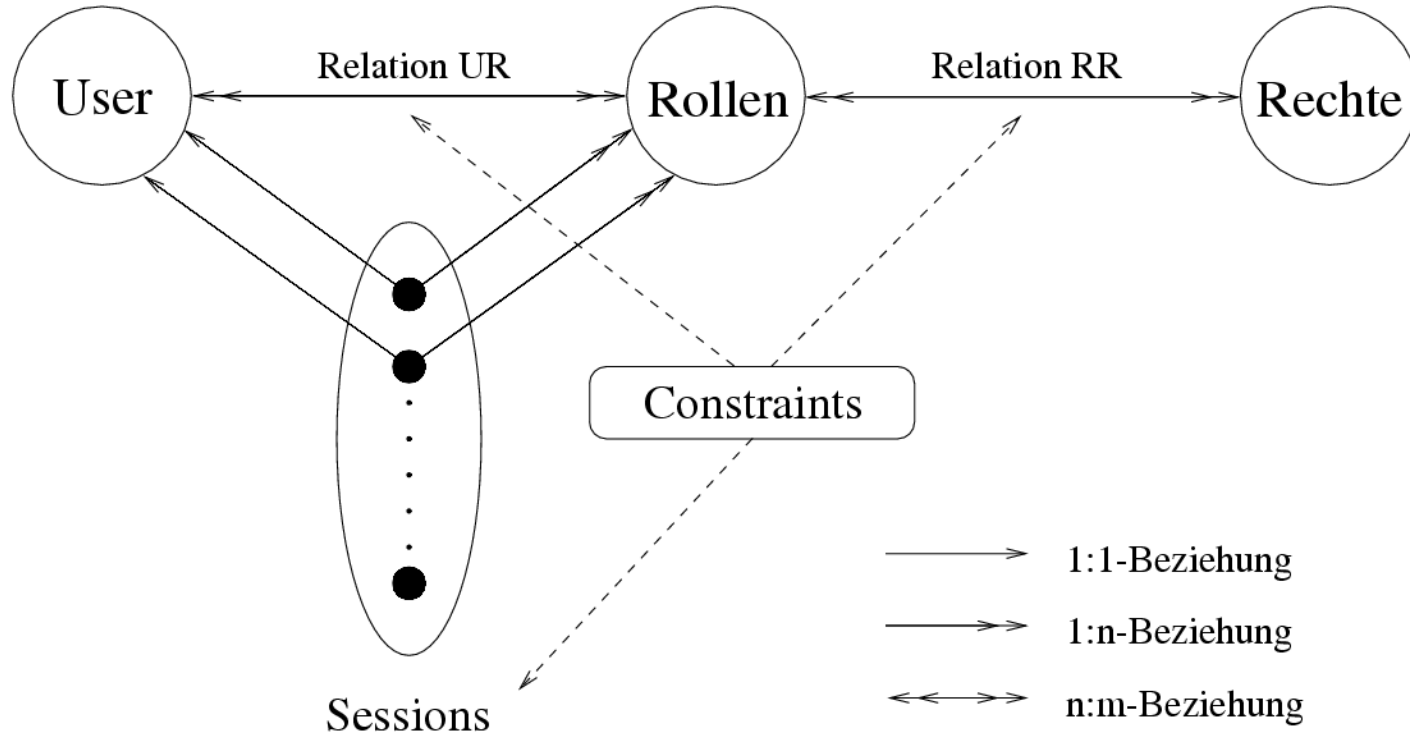 User
Relation UR
Rollen
Relation RR
Rechte
Constraints
Sessions
1:1-Beziehung
1:n-Beziehung
n:m-Beziehung